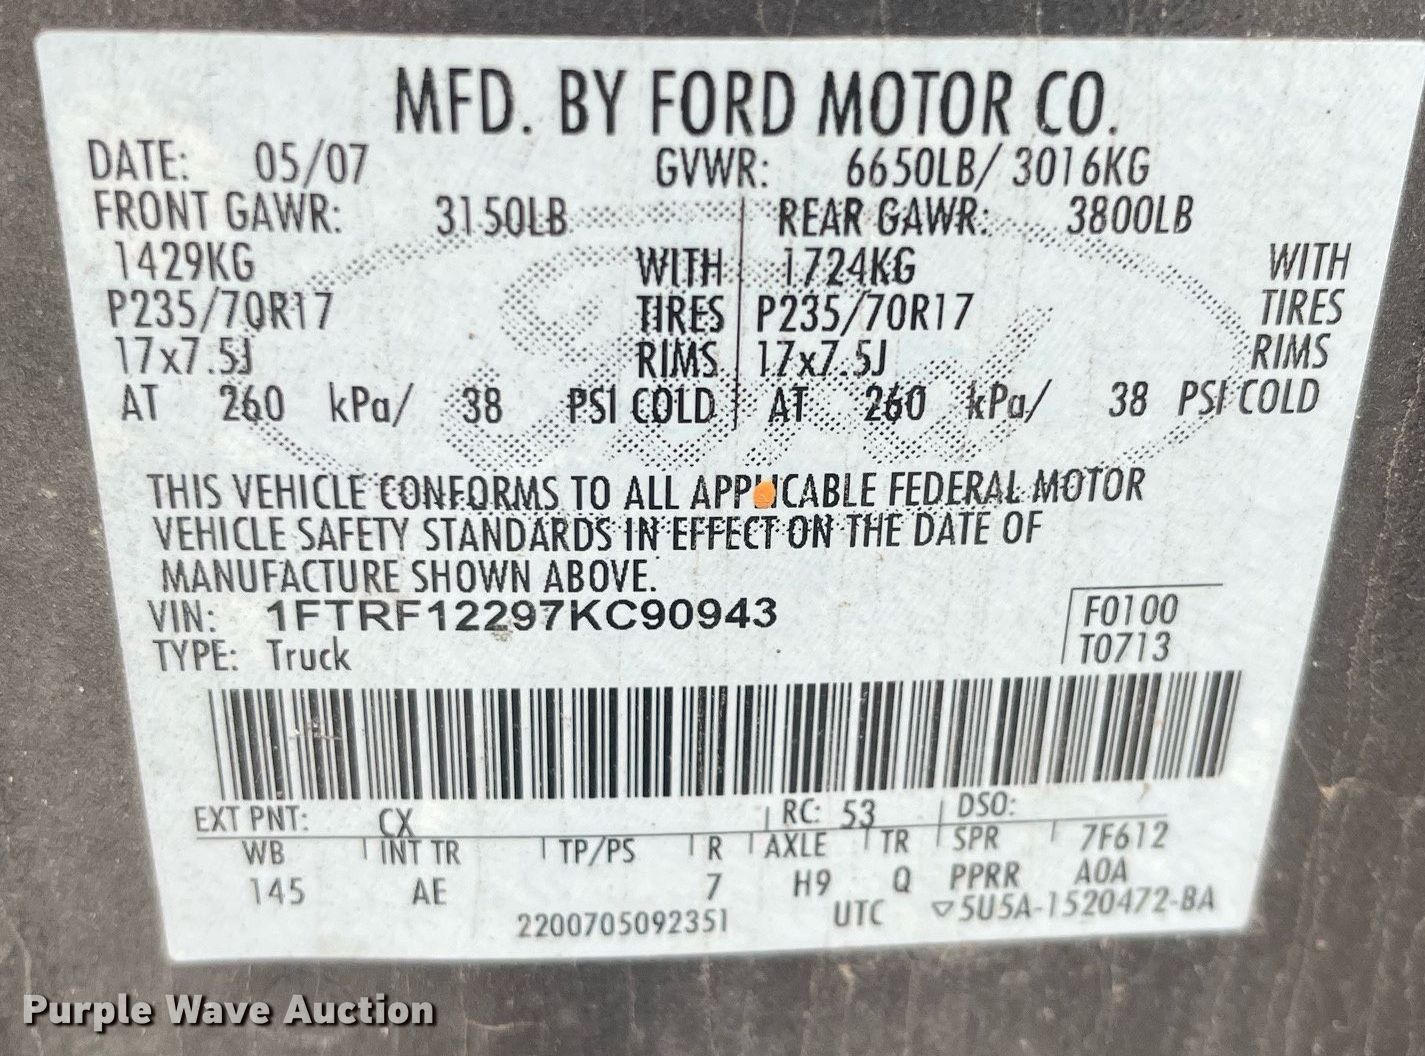 MFD. BY FORD MOTOR CO.
DATE: 05/07 GVWR: 6650LB/ 3016KG
FRONT GAWR: 3150LB REAR GAWR: 3800LB
1429KG WITH 1724KG WITH
P235/70R17 TIRES P235/70R17 TIRES
17x7.5J RIMS 17x7.5J RIMS
AT 260 kPa/ 38 PSI COLD AT 260 kPa/ 38 PSI COLD
THIS VEHICLE CONFORMS TO ALL APPLICABLE FEDERAL MOTOR
VEHICLE SAFETY STANDARDS IN EFFECT ON THE DATE OF
MANUFACTURE SHOWN ABOVE.
VIN: 1FTRF12297KC90943 F0100
TYPE: Truck T0713
EXT PNT: CX RC: 53 DSO:
WB INT TR TP/PS R AXLE TR SPR 7F612
145 AE 7 H9 Q PPRR A0A
2200705092351 UTC ▽5U5A-1520472-BA
Purple Wave Auction